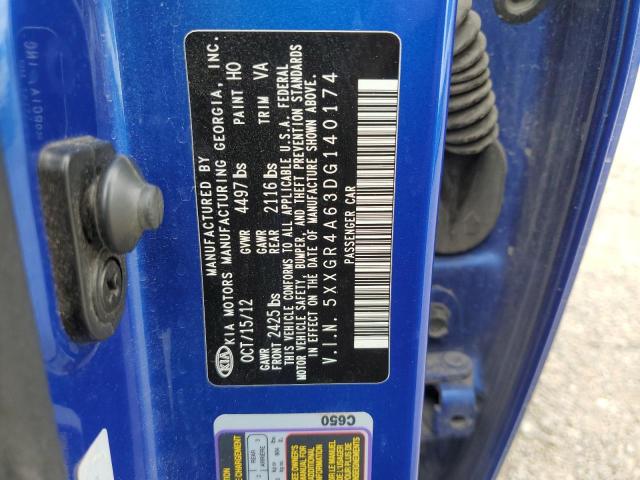 MANUFACTURED BY
KIA KIA MOTORS MANUFACTURING GEORGIA, INC.
OCT/15/12 GVWR 4497lbs PAINT HO
GAWR FRONT 2425lbs GAWR REAR 2116lbs TRIM VA
THIS VEHICLE CONFORMS TO ALL APPLICABLE U.S.A. FEDERAL
MOTOR VEHICLE SAFETY, BUMPER, AND THEFT PREVENTION STANDARDS
IN EFFECT ON THE DATE OF MANUFACTURE SHOWN ABOVE.
V.I.N. 5XXGR4A63DG140174
PASSENGER CAR
C650